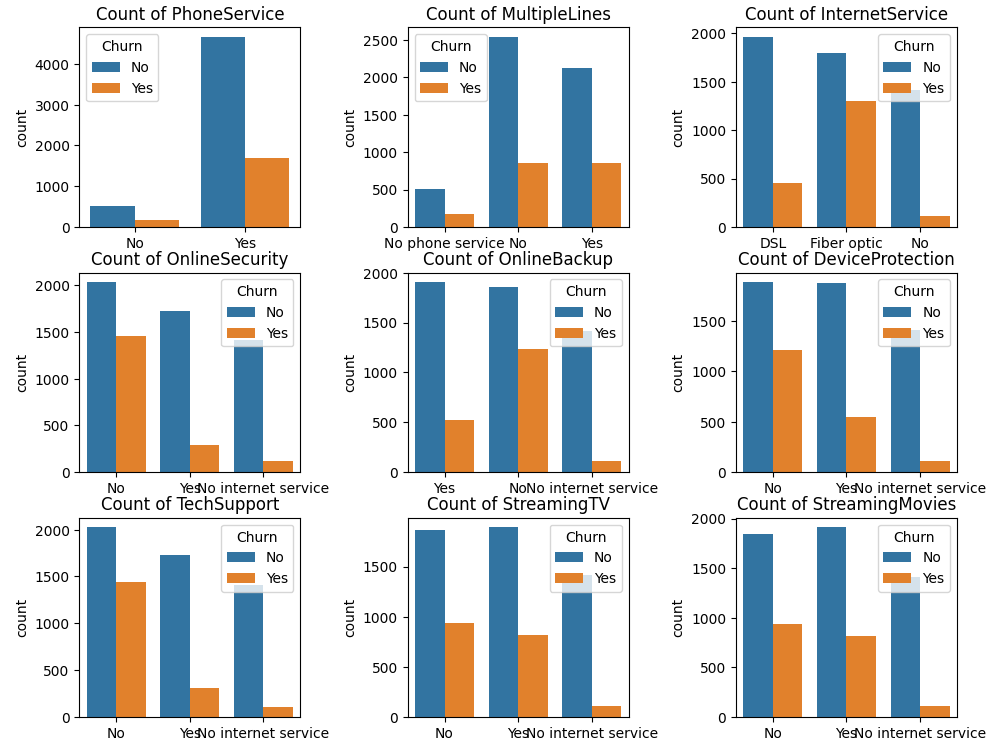 Count of PhoneService
Churn
No
Yes
4000
3000
2000
1000
0
count
No Yes
Count of MultipleLines
Churn
No
Yes
2500
2000
1500
1000
500
0
count
No phone service No Yes
Count of InternetService
Churn
No
Yes
2000
1500
1000
500
0
count
DSL Fiber optic No
Count of OnlineSecurity
Churn
No
Yes
2000
1500
1000
500
0
count
No Yes No internet service
Count of OnlineBackup
Churn
No
Yes
2000
1500
1000
500
0
count
Yes No No internet service
Count of DeviceProtection
Churn
No
Yes
1500
1000
500
0
count
No Yes No internet service
Count of TechSupport
Churn
No
Yes
2000
1500
1000
500
0
count
No Yes No internet service
Count of StreamingTV
Churn
No
Yes
1500
1000
500
0
count
No Yes No internet service
Count of StreamingMovies
Churn
No
Yes
2000
1500
1000
500
0
count
No Yes No internet service